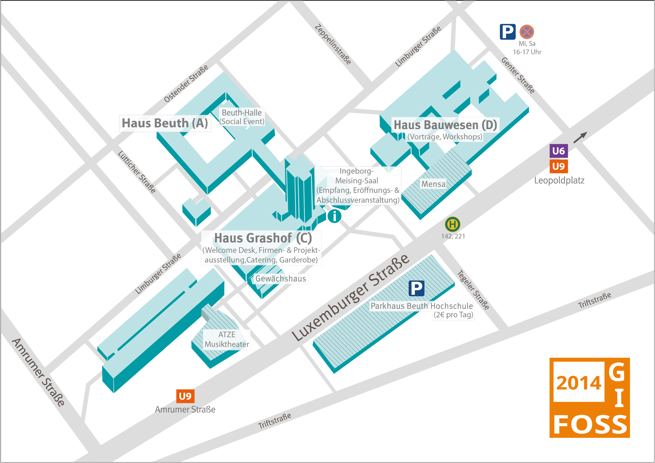 Zeppelinstraße
Limburger Straße
P
Mi, Sa
16-17 Uhr
Genter Straße
Ostender Straße
Beuth-Halle
(Social Event)
Haus Beuth (A)
Haus Bauwesen (D)
(Vorträge, Workshops)
U6
U9
Leopoldplatz
Lütticher Straße
Ingeborg-
Meising-Saal
(Empfang, Eröffnungs- &
Abschlussveranstaltung)
Mensa
i
H
142, 221
Haus Grashof (C)
(Welcome Desk, Firmen- & Projekt-
ausstellung,Catering, Garderobe)
Gewächshaus
Limburger Straße
Luxemburger Straße
Tegeler Straße
P
Parkhaus Beuth Hochschule
(2€ pro Tag)
Triftstraße
ATZE
Musiktheater
Amrumer Straße
U9
Amrumer Straße
Triftstraße
2014
G
I
FOSS